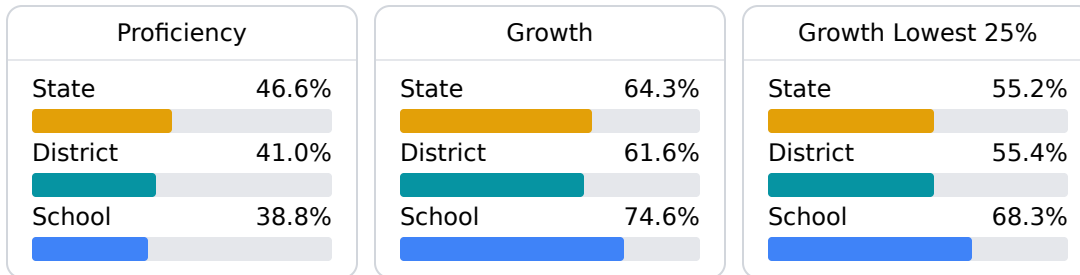 Proficiency
State 46.6%
District 41.0%
School 38.8%
Growth
State 64.3%
District 61.6%
School 74.6%
Growth Lowest 25%
State 55.2%
District 55.4%
School 68.3%